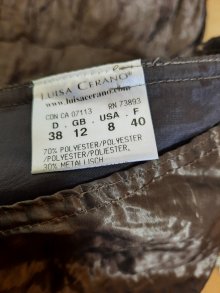 LUISA CERANO®
www.luisacerano.com
CON CA 07113 RN 73893
D · GB · USA · F
38 12 8 40
70% POLYESTER/POLYESTER
/POLYESTER/POLIESTER
30% METALLISCH